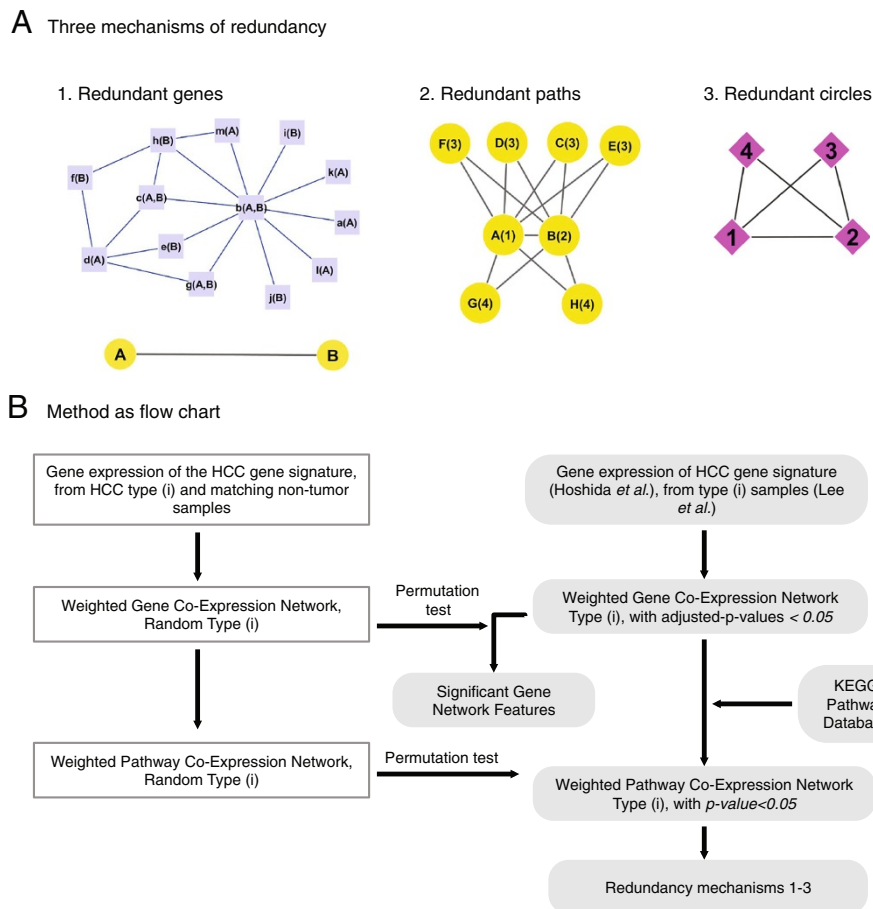 A Three mechanisms of redundancy
1. Redundant genes
2. Redundant paths
3. Redundant circles
m(A)
i(B)
h(B)
f(B)
k(A)
c(A,B)
b(A,B)
a(A)
e(B)
d(A)
l(A)
g(A,B)
j(B)
A
B
F(3)
D(3)
C(3)
E(3)
A(1)
B(2)
G(4)
H(4)
4
3
1
2
B Method as flow chart
Gene expression of the HCC gene signature,
from HCC type (i) and matching non-tumor
samples
Gene expression of HCC gene signature
(Hoshida et al.), from type (i) samples (Lee
et al.)
Weighted Gene Co-Expression Network,
Random Type (i)
Permutation
test
Weighted Gene Co-Expression Network
Type (i), with adjusted-p-values < 0.05
Significant Gene
Network Features
KEGG
Pathwa
Databas
Weighted Pathway Co-Expression Network,
Random Type (i)
Permutation test
Weighted Pathway Co-Expression Network
Type (i), with p-value<0.05
Redundancy mechanisms 1-3